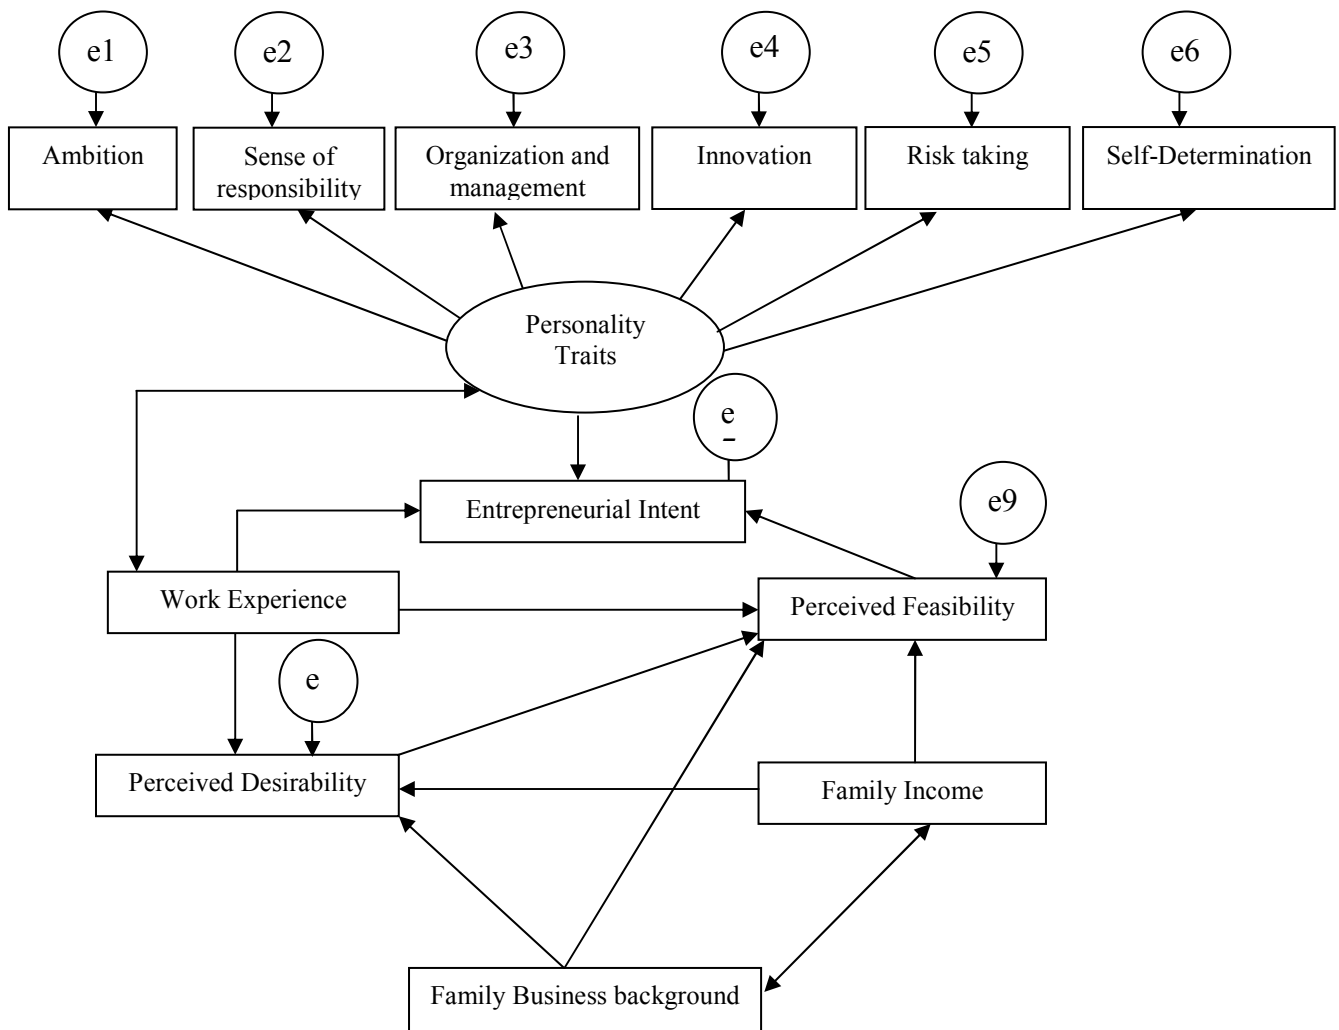 e1
e2
e3
e4
e5
e6
Ambition
Sense of
responsibility
Organization and
management
Innovation
Risk taking
Self-Determination
Personality
Traits
e
Entrepreneurial Intent
e9
Work Experience
Perceived Feasibility
e
Perceived Desirability
Family Income
Family Business background